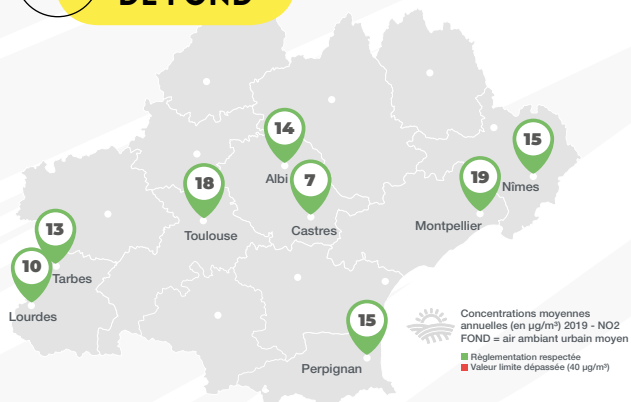 DE FOND
14
Albi
7
Castres
18
Toulouse
15
Nîmes
19
Montpellier
13
Tarbes
10
Lourdes
15
Perpignan
Concentrations moyennes
annuelles (en µg/m³) 2019 - NO2
FOND = air ambiant urbain moyen
Règlementation respectée
Valeur limite dépassée (40 µg/m³)